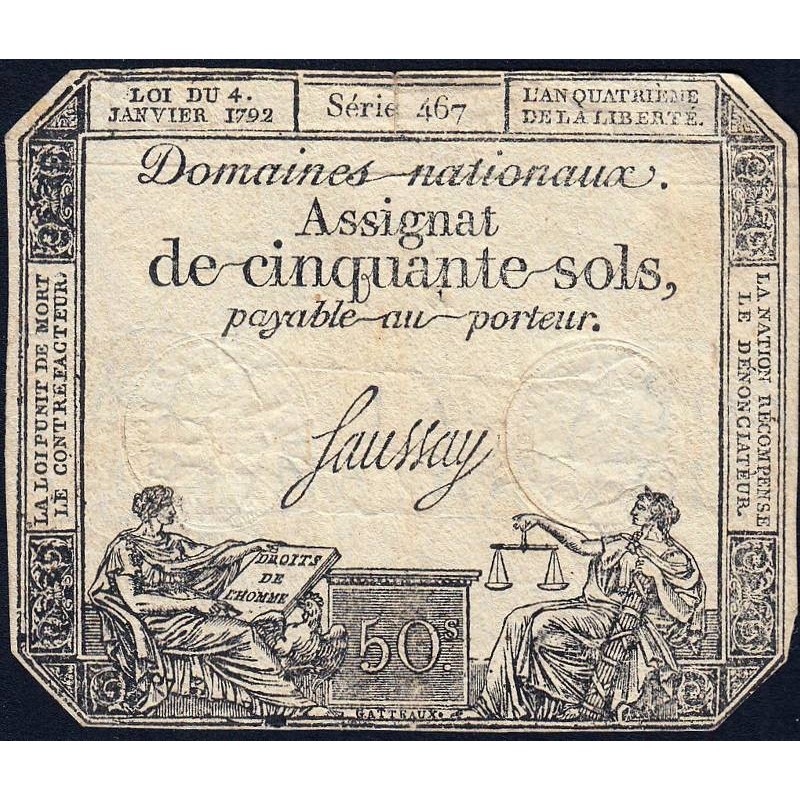 LOI DU 4.
JANVIER 1792
Série 467
L'AN QUATRIÈME
DE LA LIBERTÉ.
Domaines nationaux.
Assignat
de cinquante sols,
payable au porteur.
LA LOI PUNIT DE MORT
LE CONTREFACTEUR.
LA NATION RÉCOMPENSE
LE DÉNONCIATEUR.
Saussay
DROITS
DE
L'HOMME
50.s
GATTEAUX.